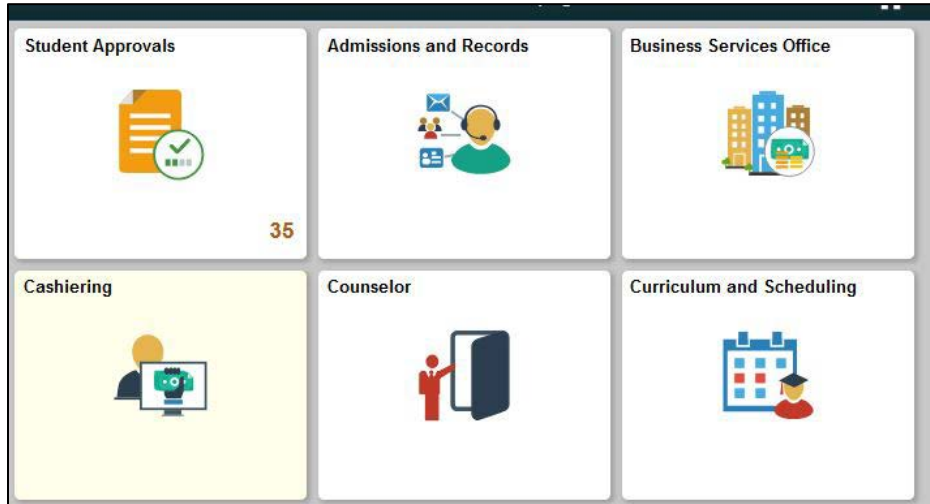 Student Approvals
Admissions and Records
Business Services Office
35
Cashiering
Counselor
Curriculum and Scheduling